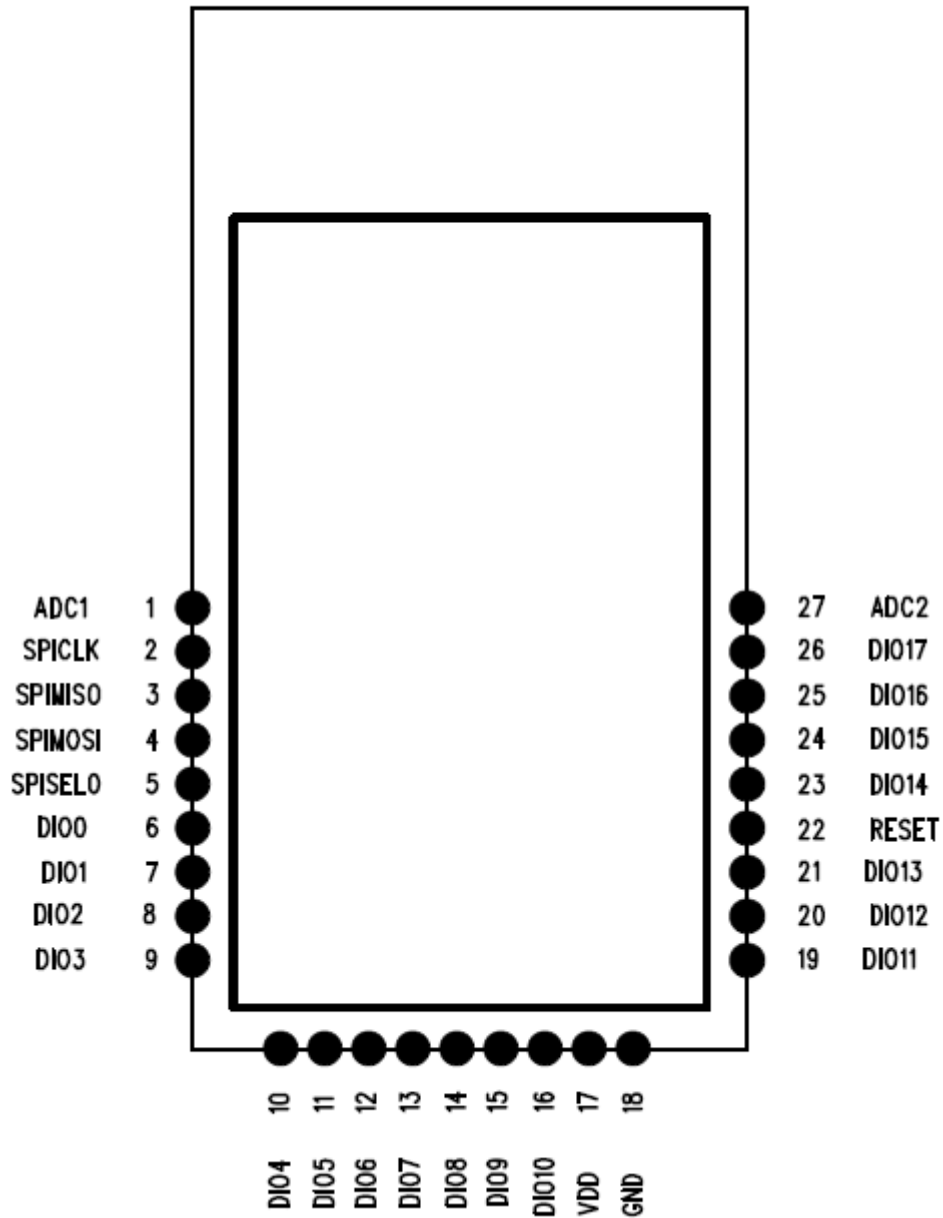 ADC1 1 27 ADC2
SPICLK 2 26 DIO17
SPIMISO 3 25 DIO16
SPIMOSI 4 24 DIO15
SPISEL0 5 23 DIO14
DIO0 6 22 RESET
DIO1 7 21 DIO13
DIO2 8 20 DIO12
DIO3 9 19 DIO11
10 11 12 13 14 15 16 17 18
DIO4 DIO5 DIO6 DIO7 DIO8 DIO9 DIO10 VDD GND